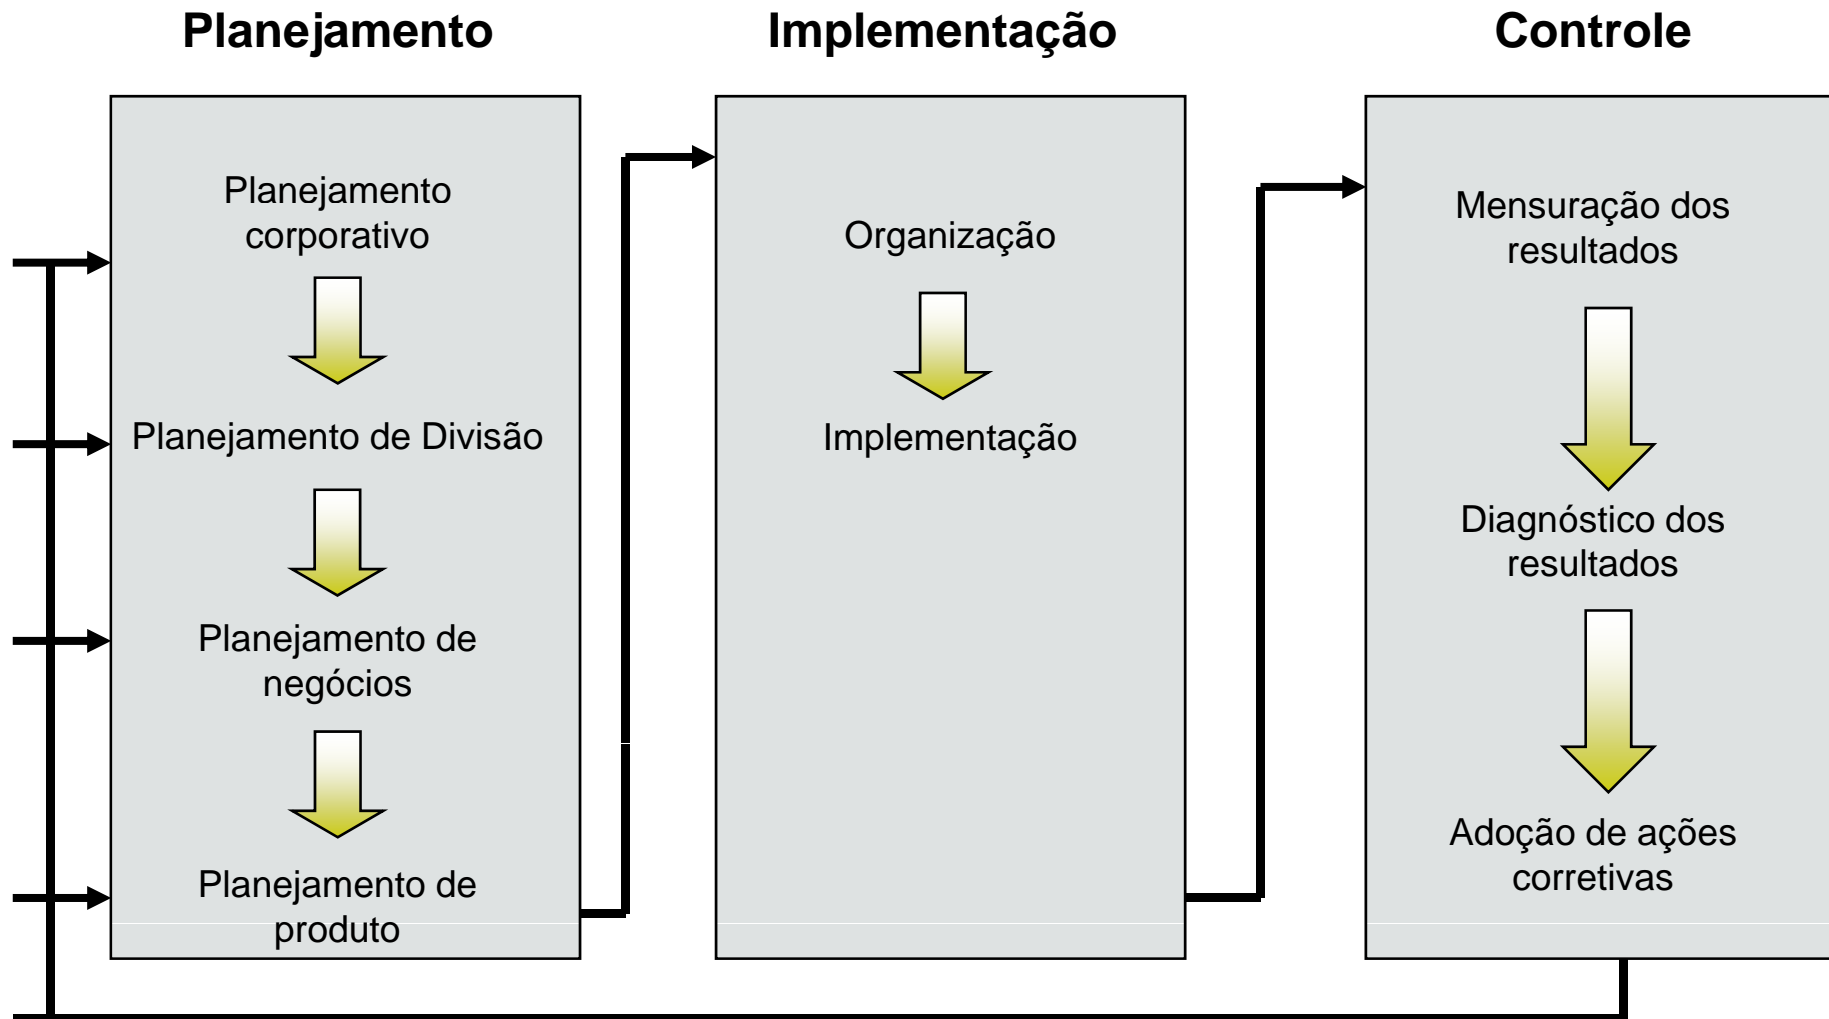 Planejamento
Implementação
Controle
Planejamento
corporativo
Planejamento de Divisão
Planejamento de
negócios
Planejamento de
produto
Organização
Implementação
Mensuração dos
resultados
Diagnóstico dos
resultados
Adoção de ações
corretivas